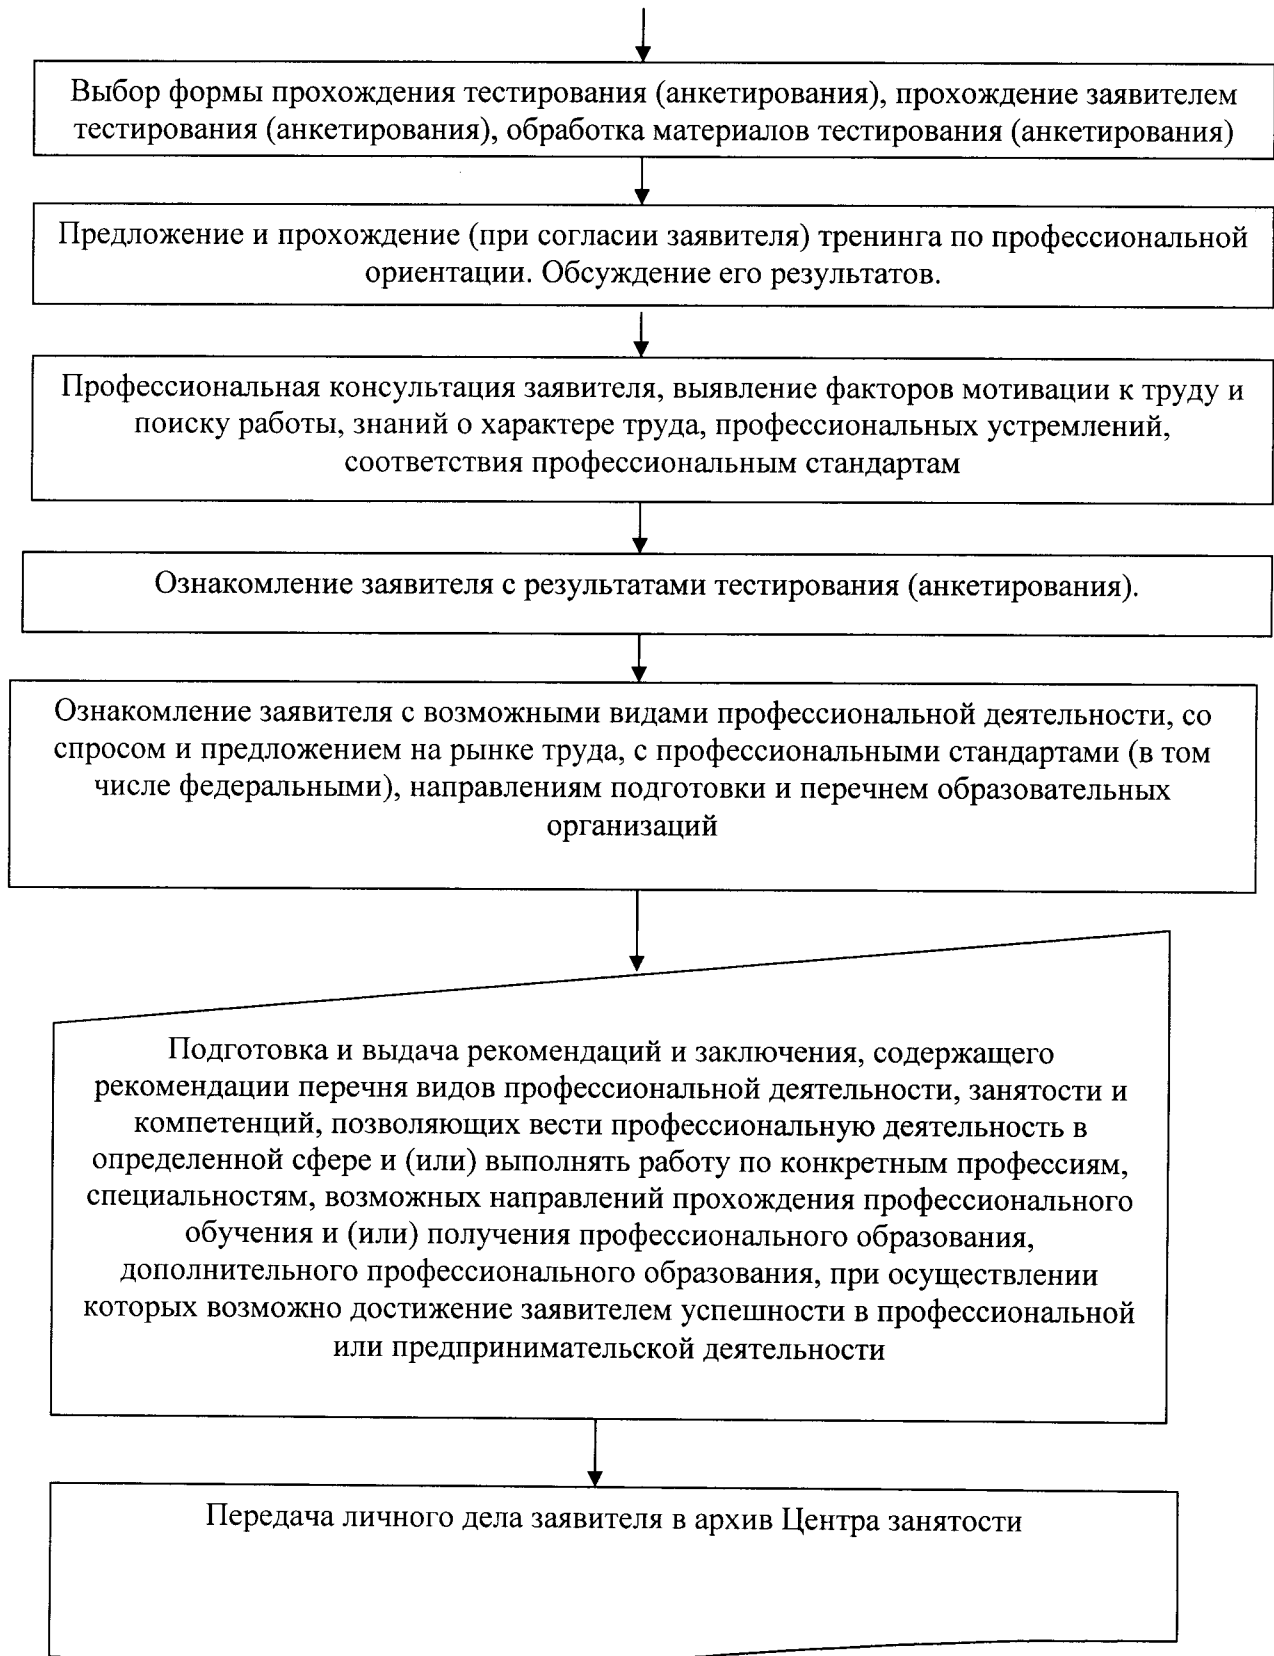 Выбор формы прохождения тестирования (анкетирования), прохождение заявителем
тестирования (анкетирования), обработка материалов тестирования (анкетирования)
Предложение и прохождение (при согласии заявителя) тренинга по профессиональной
ориентации. Обсуждение его результатов.
Профессиональная консультация заявителя, выявление факторов мотивации к труду и
поиску работы, знаний о характере труда, профессиональных устремлений,
соответствия профессиональным стандартам
Ознакомление заявителя с результатами тестирования (анкетирования).
Ознакомление заявителя с возможными видами профессиональной деятельности, со
спросом и предложением на рынке труда, с профессиональными стандартами (в том
числе федеральными), направлениям подготовки и перечнем образовательных
организаций
Подготовка и выдача рекомендаций и заключения, содержащего
рекомендации перечня видов профессиональной деятельности, занятости и
компетенций, позволяющих вести профессиональную деятельность в
определенной сфере и (или) выполнять работу по конкретным профессиям,
специальностям, возможных направлений прохождения профессионального
обучения и (или) получения профессионального образования,
дополнительного профессионального образования, при осуществлении
которых возможно достижение заявителем успешности в профессиональной
или предпринимательской деятельности
Передача личного дела заявителя в архив Центра занятости